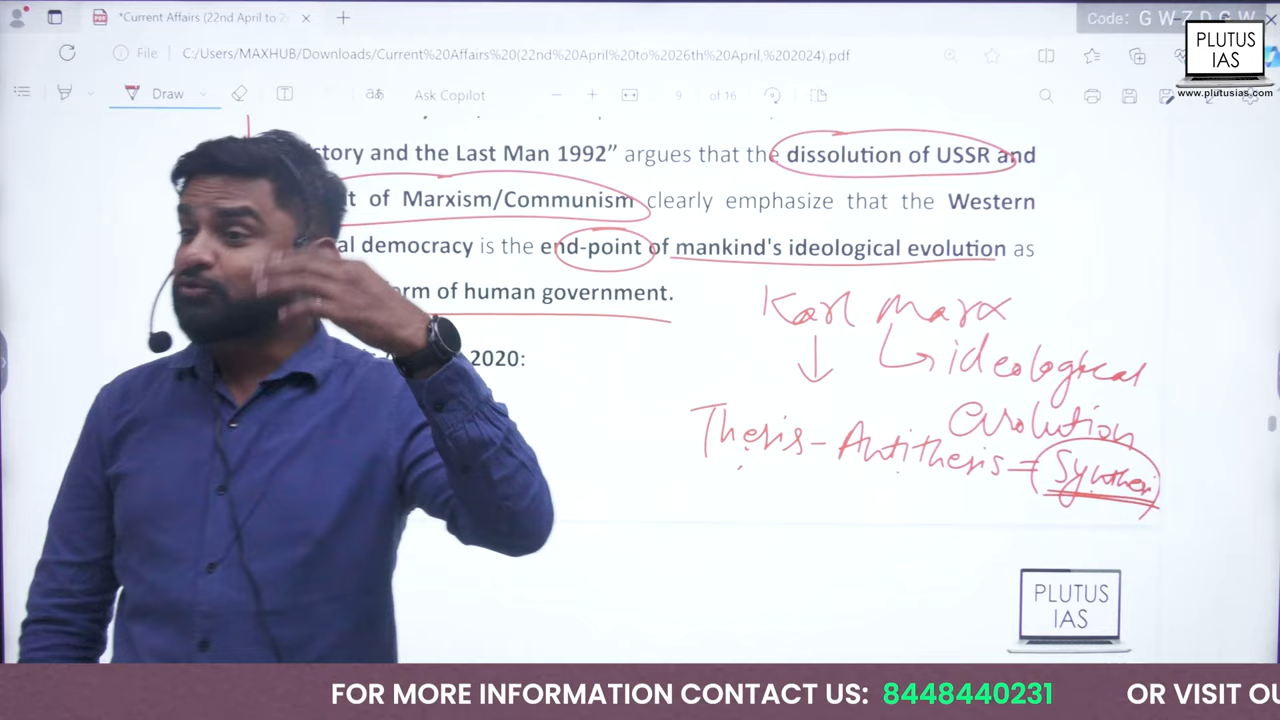 *Current Affairs (22nd April to 2
Code: G W Z D G W
File C:/Users/MAXHUB/Downloads/Current%20Affairs%20(22nd%20April%20to%2026th%20April,%202024).pdf
Draw
Ask Copilot
9 of 16
PLUTUS
IAS
www.plutusias.com
story and the Last Man 1992” argues that the dissolution of USSR and
t of Marxism/Communism clearly emphasize that the Western
al democracy is the end-point of mankind's ideological evolution as
orm of human government.
2020:
Karl Marx
ideological
evolution
Thesis - Antithesis = Synthesis
PLUTUS
IAS
FOR MORE INFORMATION CONTACT US: 8448440231 OR VISIT OU